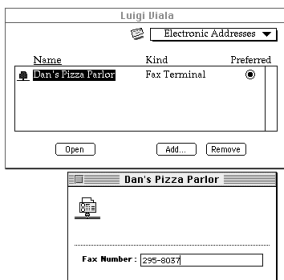 Luigi Viala
Electronic Addresses
Name Kind Preferred
Dan's Pizza Parlor Fax Terminal
Open Add... Remove
Dan's Pizza Parlor
Fax Number: 295-8037